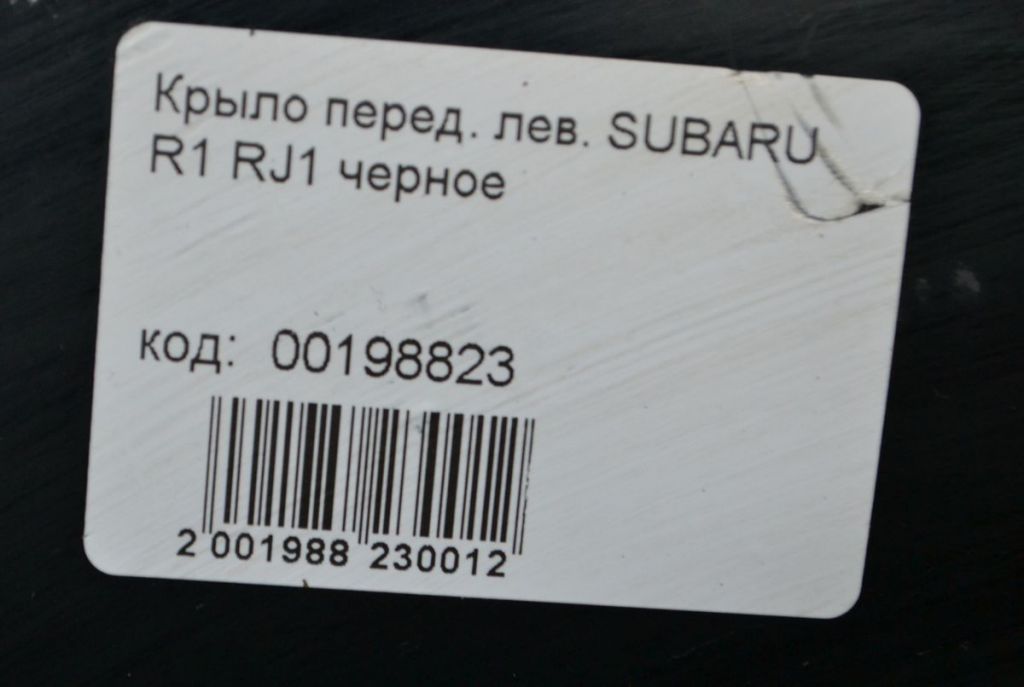 Крыло перед. лев. SUBARU
R1 RJ1 черное
код: 00198823
2 001988 230012